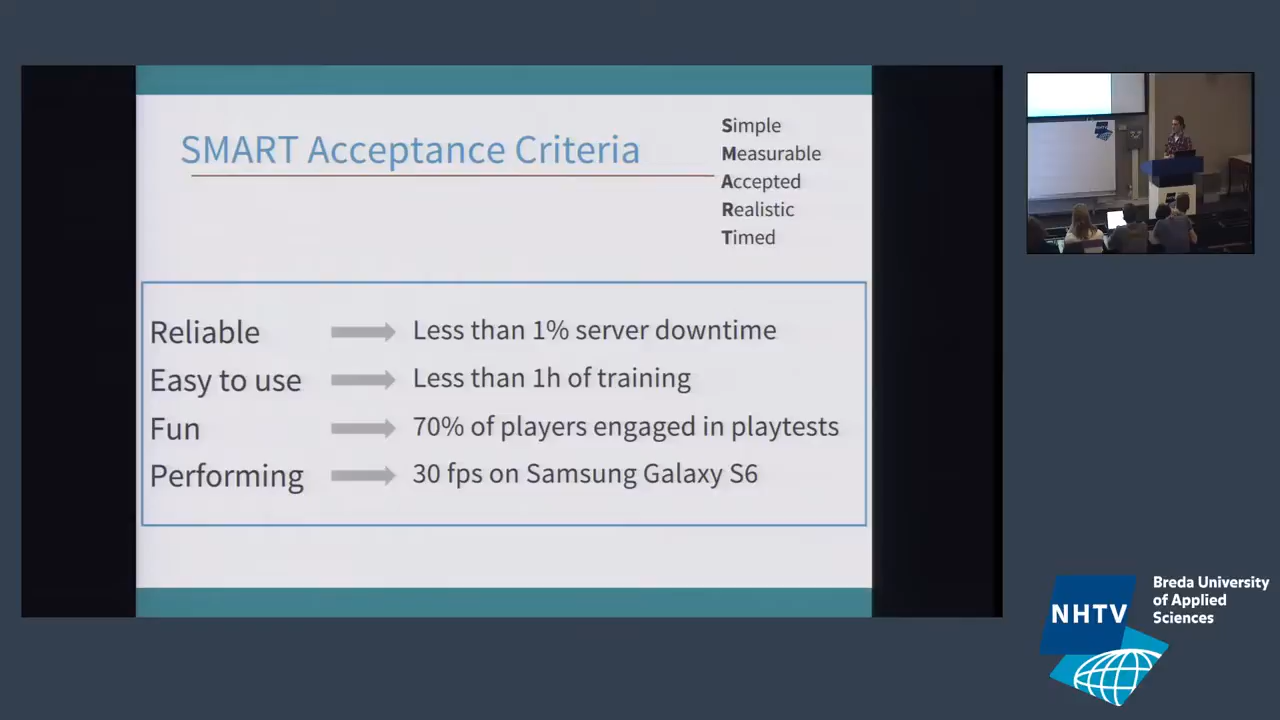 SMART Acceptance Criteria
Simple
Measurable
Accepted
Realistic
Timed
Reliable Less than 1% server downtime
Easy to use Less than 1h of training
Fun 70% of players engaged in playtests
Performing 30 fps on Samsung Galaxy S6
NHTV
Breda University
of Applied
Sciences